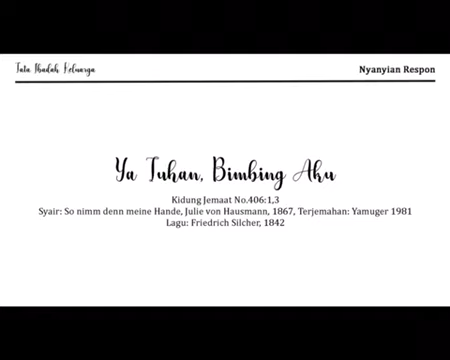 Tata Ibadah Keluarga
Nyanyian Respon
Ya Tuhan, Bimbing Aku
Kidung Jemaat No.406:1,3
Syair: So nimm denn meine Hande, Julie von Hausmann, 1867, Terjemahan: Yamuger 1981
Lagu: Friedrich Silcher, 1842